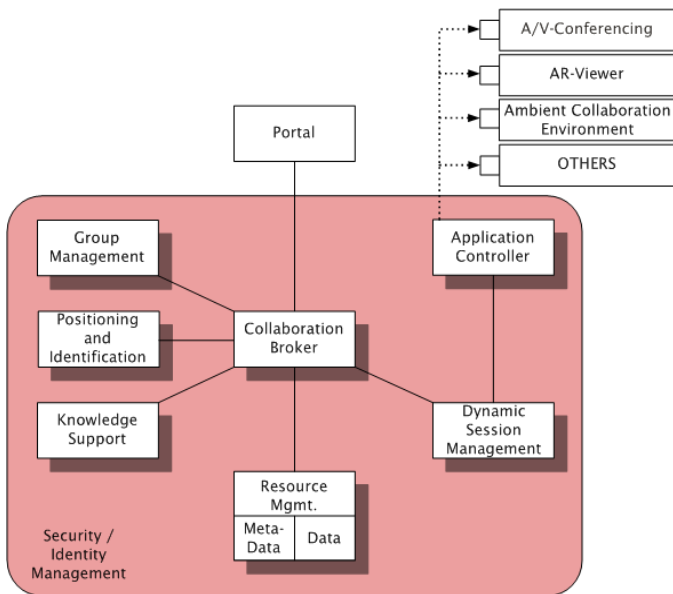 A/V-Conferencing
AR-Viewer
Ambient Collaboration
Environment
OTHERS
Portal
Group
Management
Application
Controller
Positioning
and
Identification
Collaboration
Broker
Knowledge
Support
Dynamic
Session
Management
Resource
Mgmt.
Meta-
Data
Data
Security /
Identity
Management